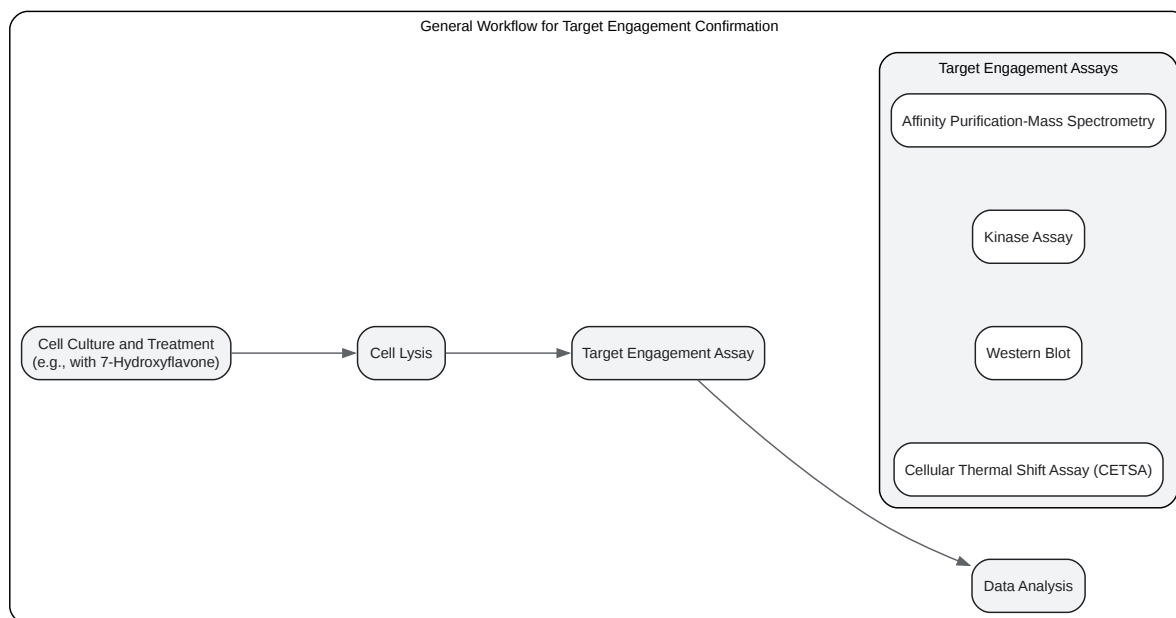 General Workflow for Target Engagement Confirmation
Target Engagement Assays
Affinity Purification-Mass Spectrometry
Kinase Assay
Cell Culture and Treatment
(e.g., with 7-Hydroxyflavone)
Cell Lysis
Target Engagement Assay
Western Blot
Cellular Thermal Shift Assay (CETSA)
Data Analysis